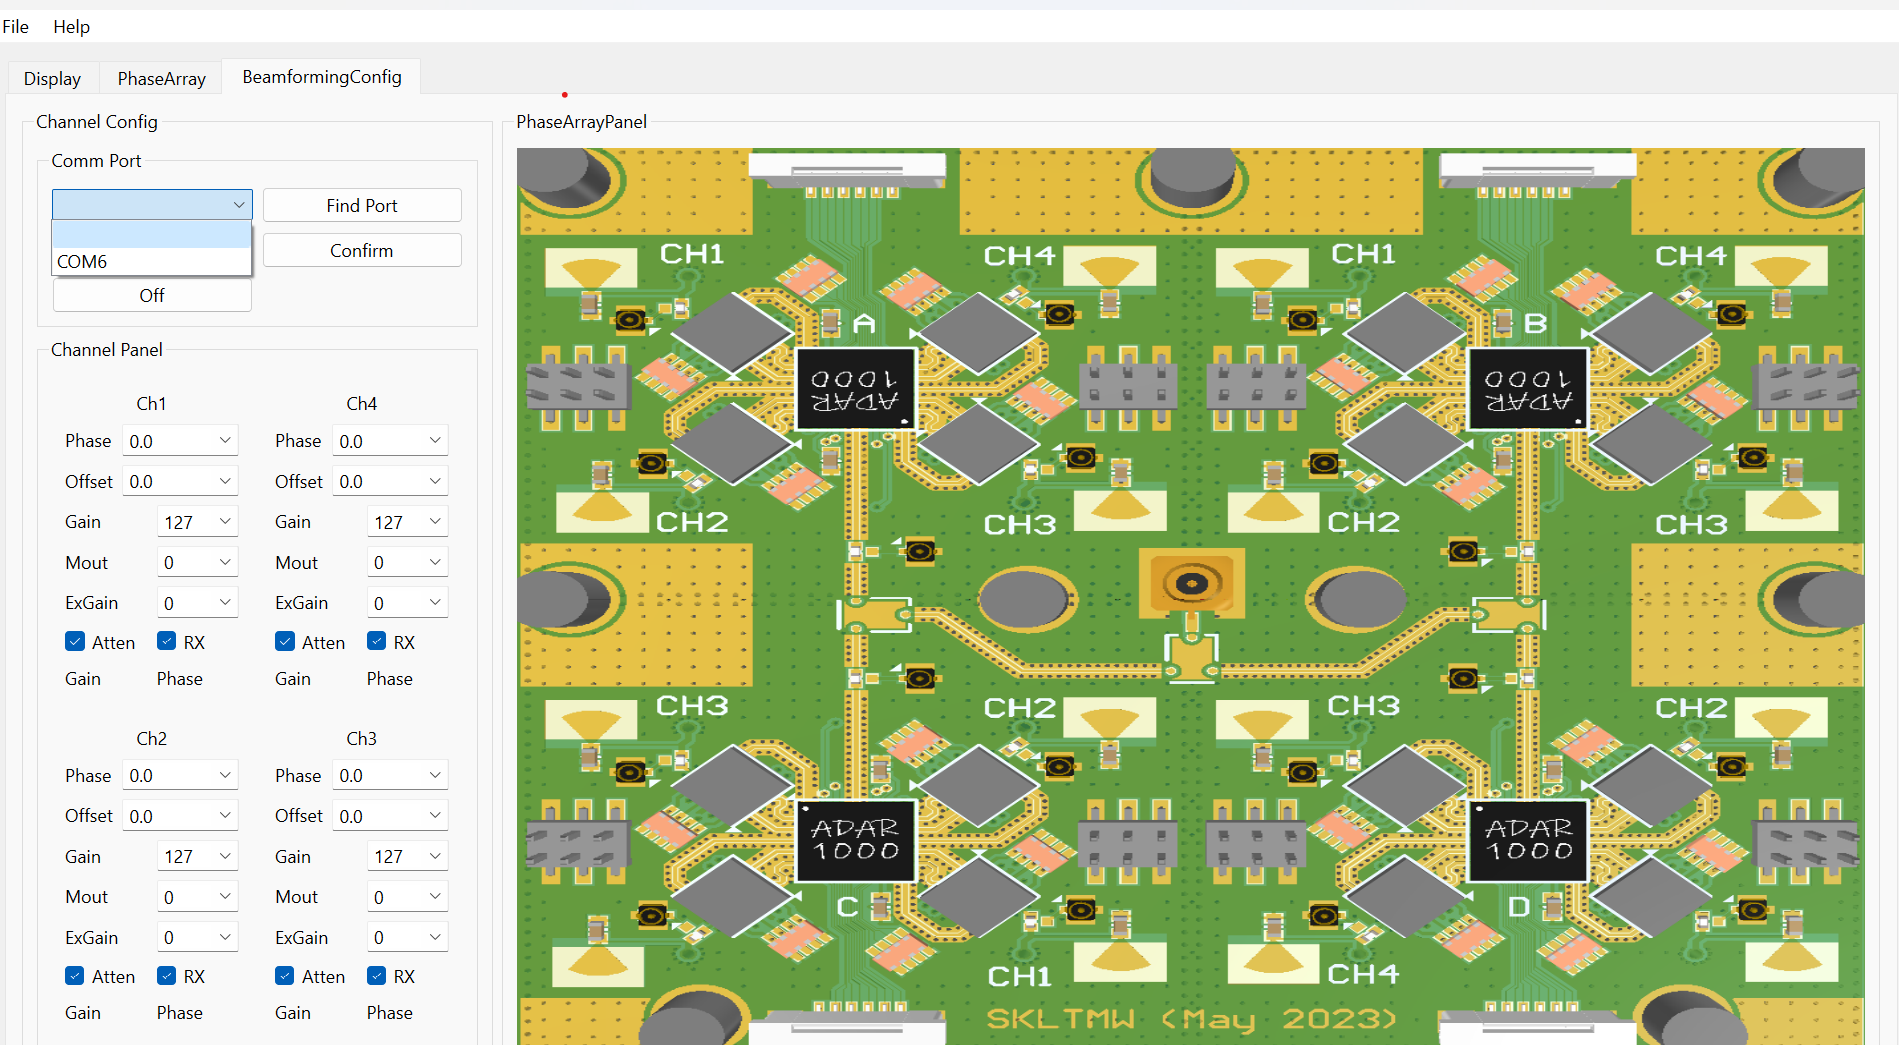 File Help
Display PhaseArray BeamformingConfig
Channel Config
Comm Port
Find Port
COM6
Confirm
Off
Channel Panel
Ch1 Ch4
Phase 0.0 Phase 0.0
Offset 0.0 Offset 0.0
Gain 127 Gain 127
Mout 0 Mout 0
ExGain 0 ExGain 0
Atten RX Atten RX
Gain Phase Gain Phase
Ch2 Ch3
Phase 0.0 Phase 0.0
Offset 0.0 Offset 0.0
Gain 127 Gain 127
Mout 0 Mout 0
ExGain 0 ExGain 0
Atten RX Atten RX
Gain Phase Gain Phase
PhaseArrayPanel
CH1 CH4 CH1 CH4
A B
ADAR ADAR
1000 1000
CH2 CH3 CH2 CH3
CH3 CH2 CH3 CH2
ADAR ADAR
1000 1000
C D
CH1 CH4
SKLTMW (May 2023)